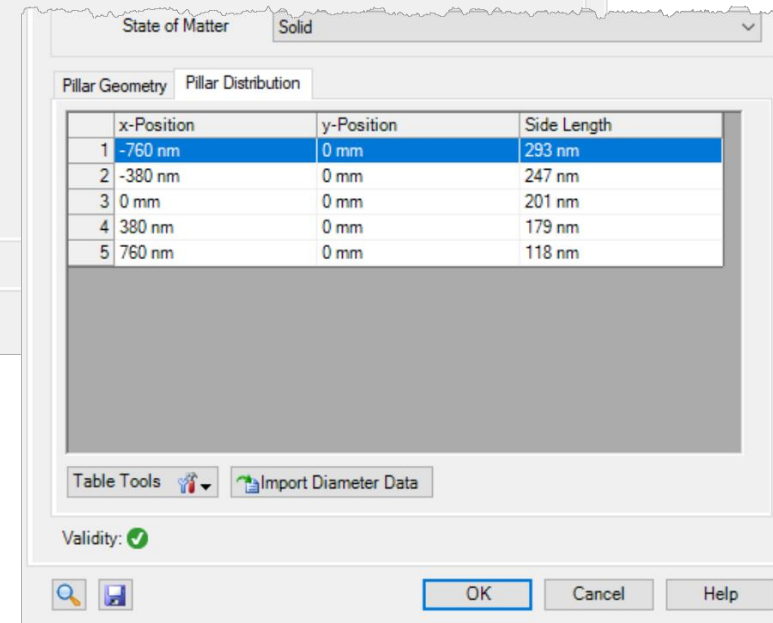 State of Matter Solid
Pillar Geometry Pillar Distribution
x-Position y-Position Side Length
1 -760 nm 0 mm 293 nm
2 -380 nm 0 mm 247 nm
3 0 mm 0 mm 201 nm
4 380 nm 0 mm 179 nm
5 760 nm 0 mm 118 nm
Table Tools Import Diameter Data
Validity:
OK Cancel Help